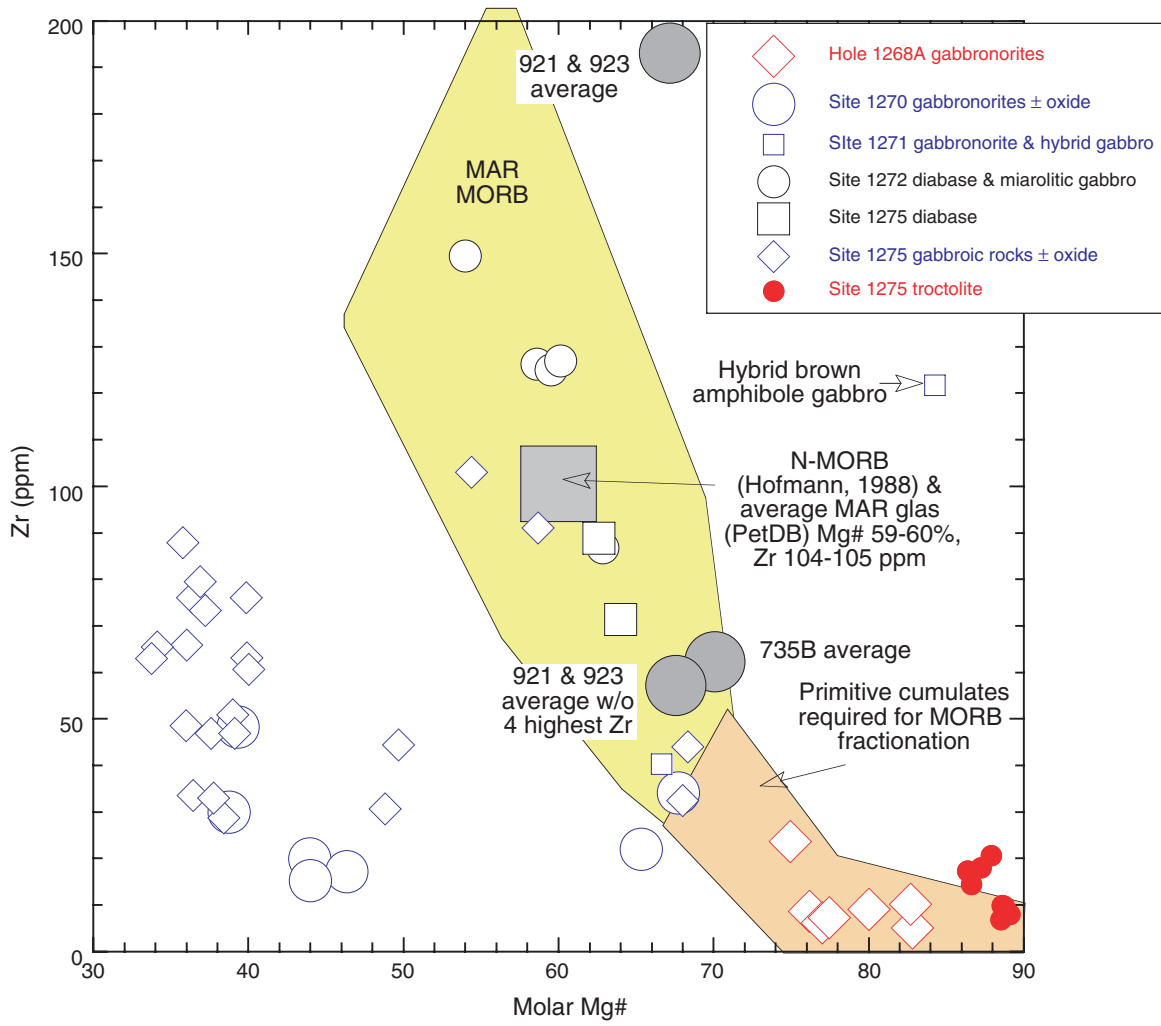 200
150
100
50
0
Zr (ppm)
30
40
50
60
70
80
90
Molar Mg#
921 & 923
average
MAR
MORB
Hole 1268A gabbronorites
Site 1270 gabbronorites ± oxide
SIte 1271 gabbronorite & hybrid gabbro
Site 1272 diabase & miarolitic gabbro
Site 1275 diabase
Site 1275 gabbroic rocks ± oxide
Site 1275 troctolite
Hybrid brown
amphibole gabbro
N-MORB
(Hofmann, 1988) &
average MAR glas
(PetDB) Mg# 59-60%,
Zr 104-105 ppm
735B average
921 & 923
average w/o
4 highest Zr
Primitive cumulates
required for MORB
fractionation